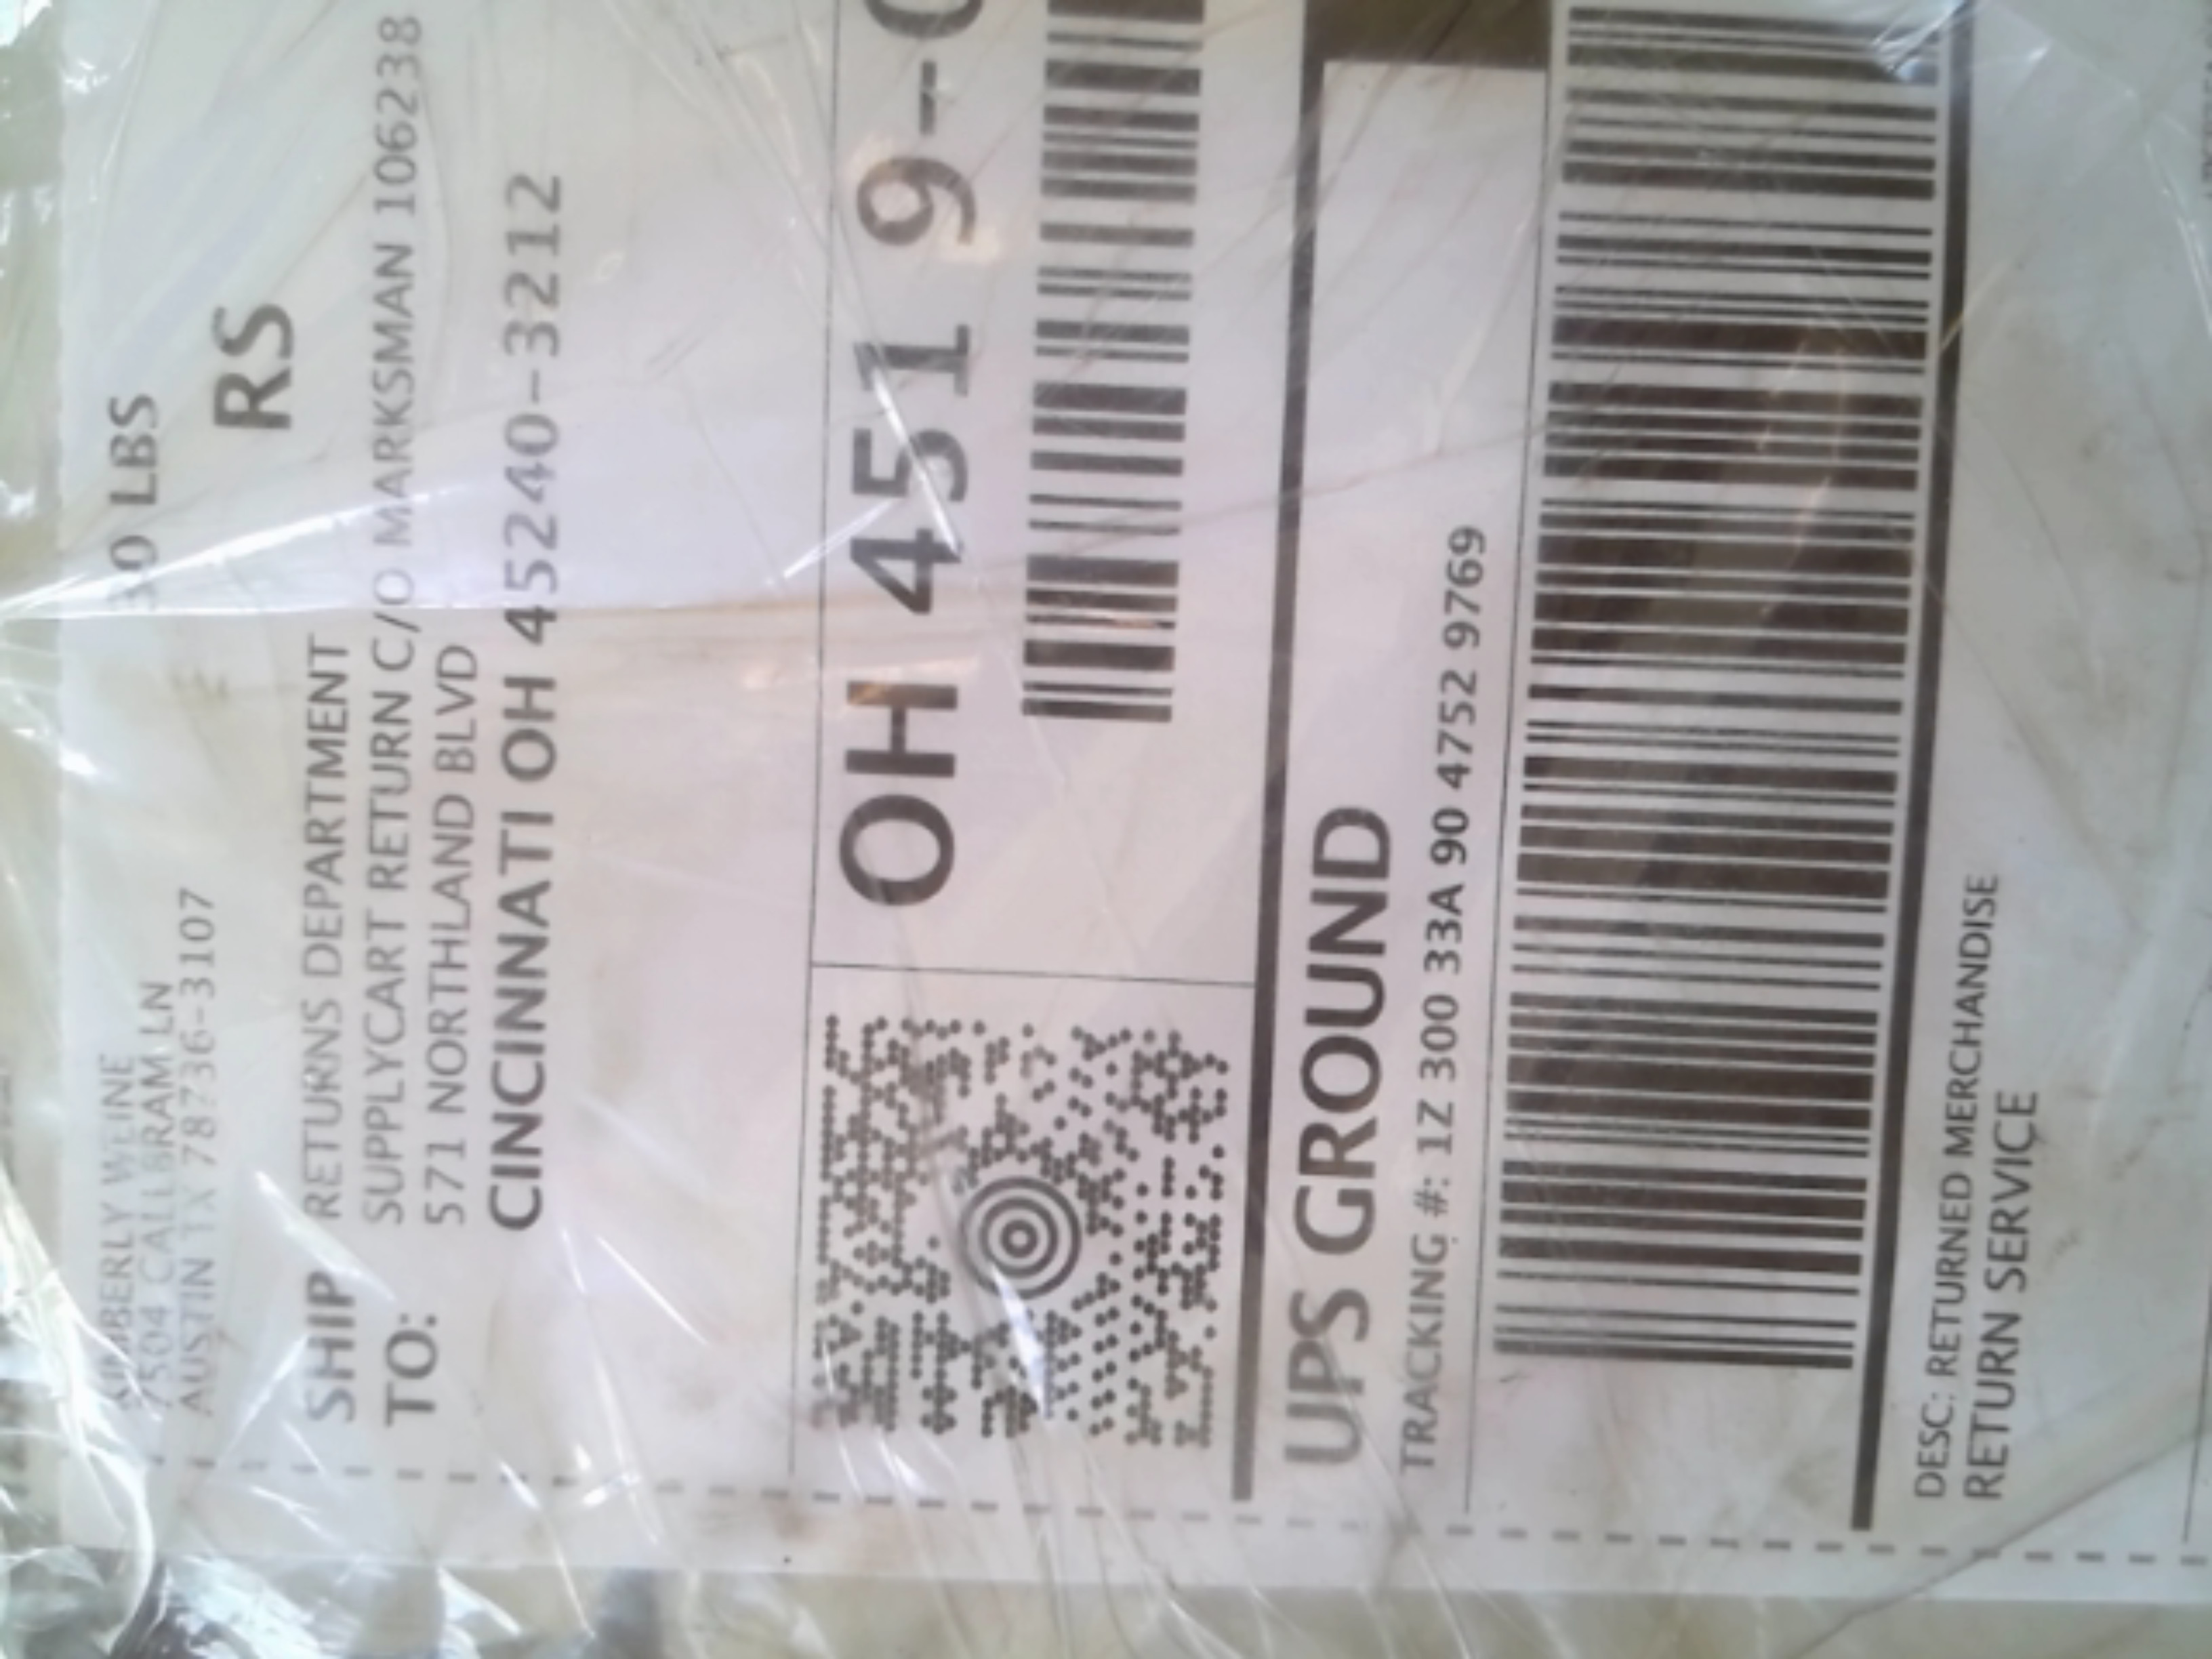 KIMBERLY
7504 CALLBRAM LN
AUSTIN TX 78736-3107
LBS
RS
SHIP TO:
RETURNS DEPARTMENT
SUPPLYCART RETURN C/O MARKSMAN 106238
571 NORTHLAND BLVD
CINCINNATI OH 45240-3212
OH 451 9-0
UPS GROUND
TRACKING #: 1Z 300 33A 90 4752 9769
DESC: RETURNED MERCHANDISE
RETURN SERVICE